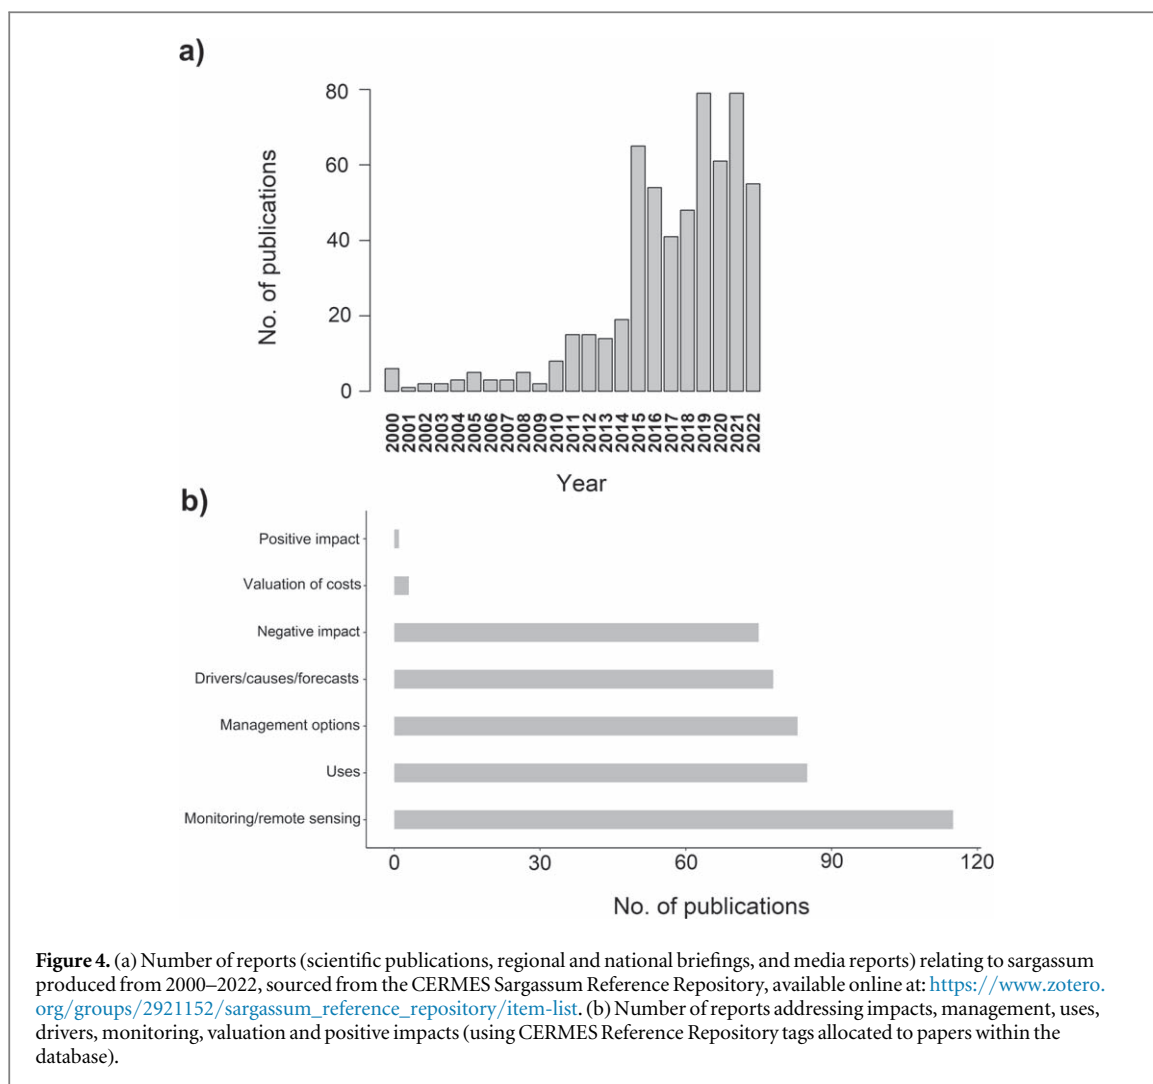 a)
80
60
40
20
0
No. of publications
2000 2001 2002 2003 2004 2005 2006 2007 2008 2009 2010 2011 2012 2013 2014 2015 2016 2017 2018 2019 2020 2021 2022
Year
b)
Positive impact
Valuation of costs
Negative impact
Drivers/causes/forecasts
Management options
Uses
Monitoring/remote sensing
0 30 60 90 120
No. of publications
Figure 4. (a) Number of reports (scientific publications, regional and national briefings, and media reports) relating to sargassum
produced from 2000–2022, sourced from the CERMES Sargassum Reference Repository, available online at: https://www.zotero.
org/groups/2921152/sargassum_reference_repository/item-list. (b) Number of reports addressing impacts, management, uses,
drivers, monitoring, valuation and positive impacts (using CERMES Reference Repository tags allocated to papers within the
database).